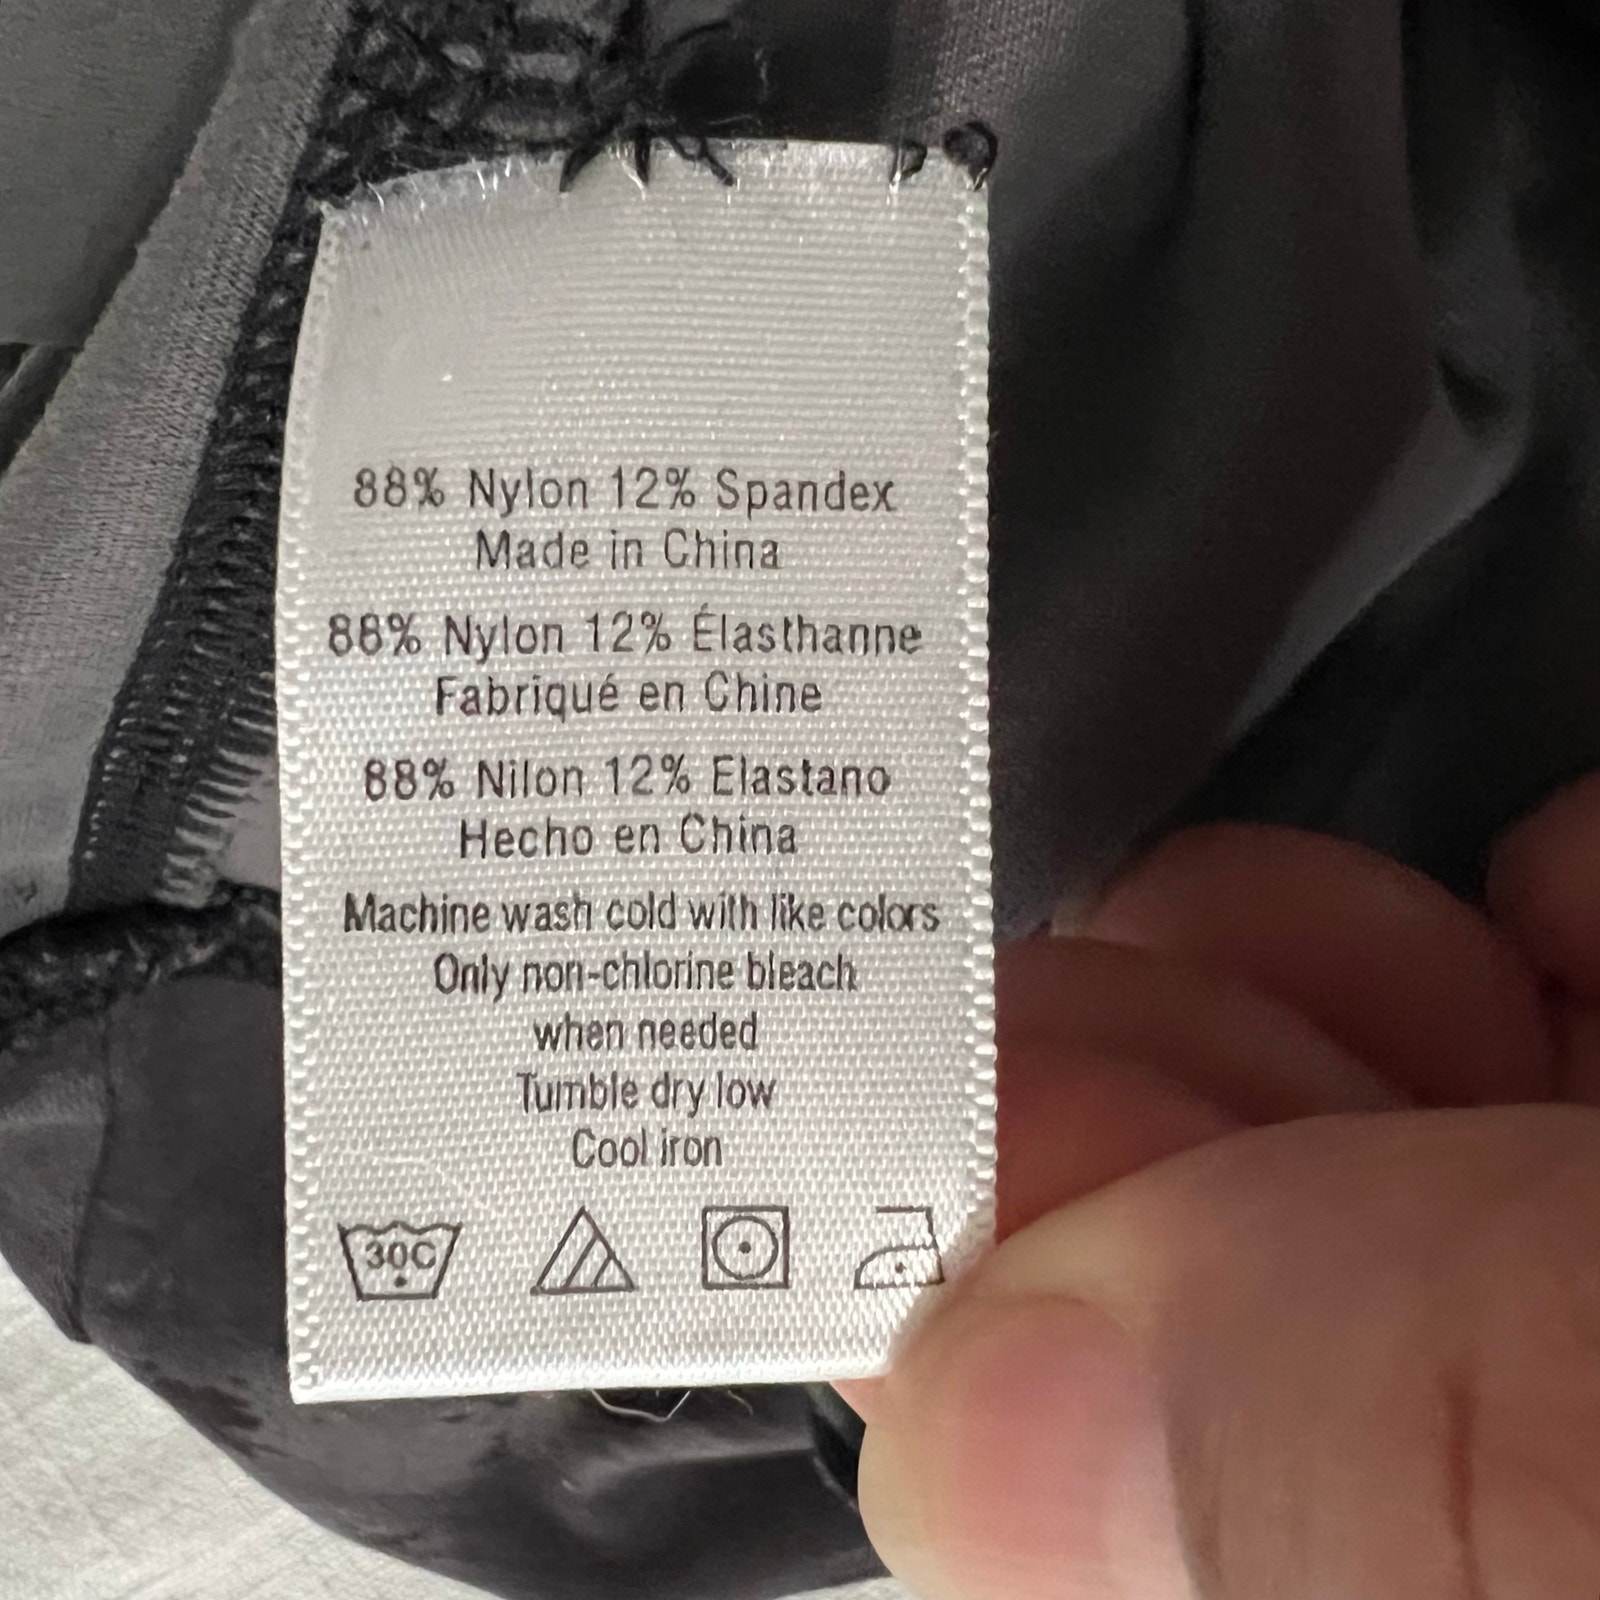 88% Nylon 12% Spandex
Made in China
88% Nylon 12% Élasthanne
Fabriqué en Chine
88% Nilon 12% Elastano
Hecho en China
Machine wash cold with like colors
Only non-chlorine bleach
when needed
Tumble dry low
Cool iron
30C